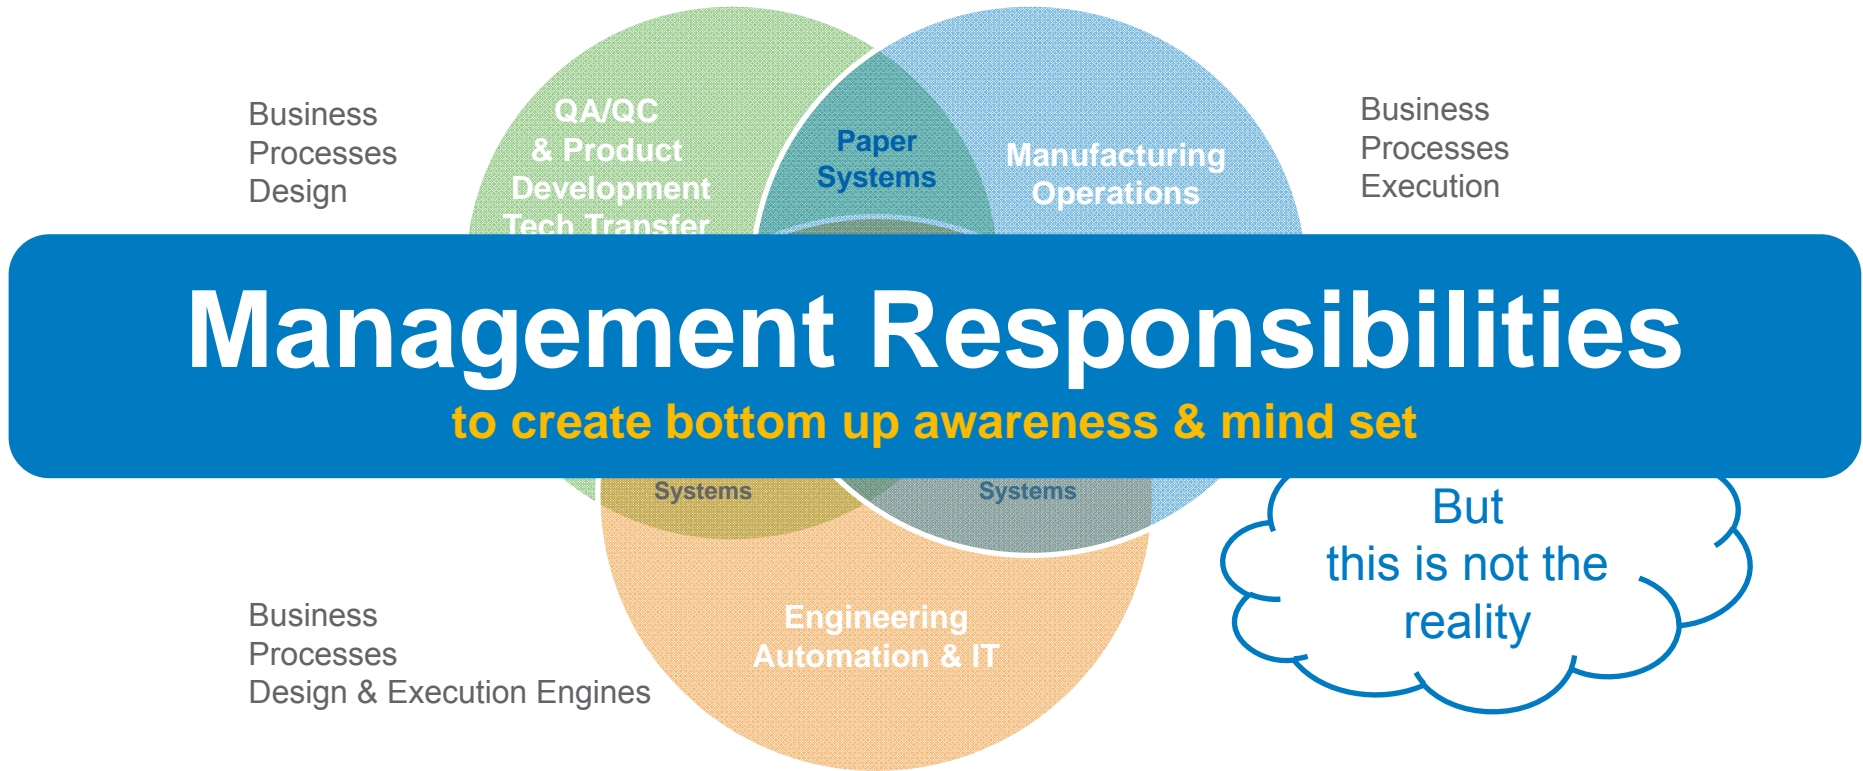 Business
Processes
Design
QA/QC
& Product
Development
Tech Transfer
Paper
Systems
Manufacturing
Operations
Business
Processes
Execution
Management Responsibilities
to create bottom up awareness & mind set
Systems
Systems
But
this is not the
reality
Engineering
Automation & IT
Business
Processes
Design & Execution Engines